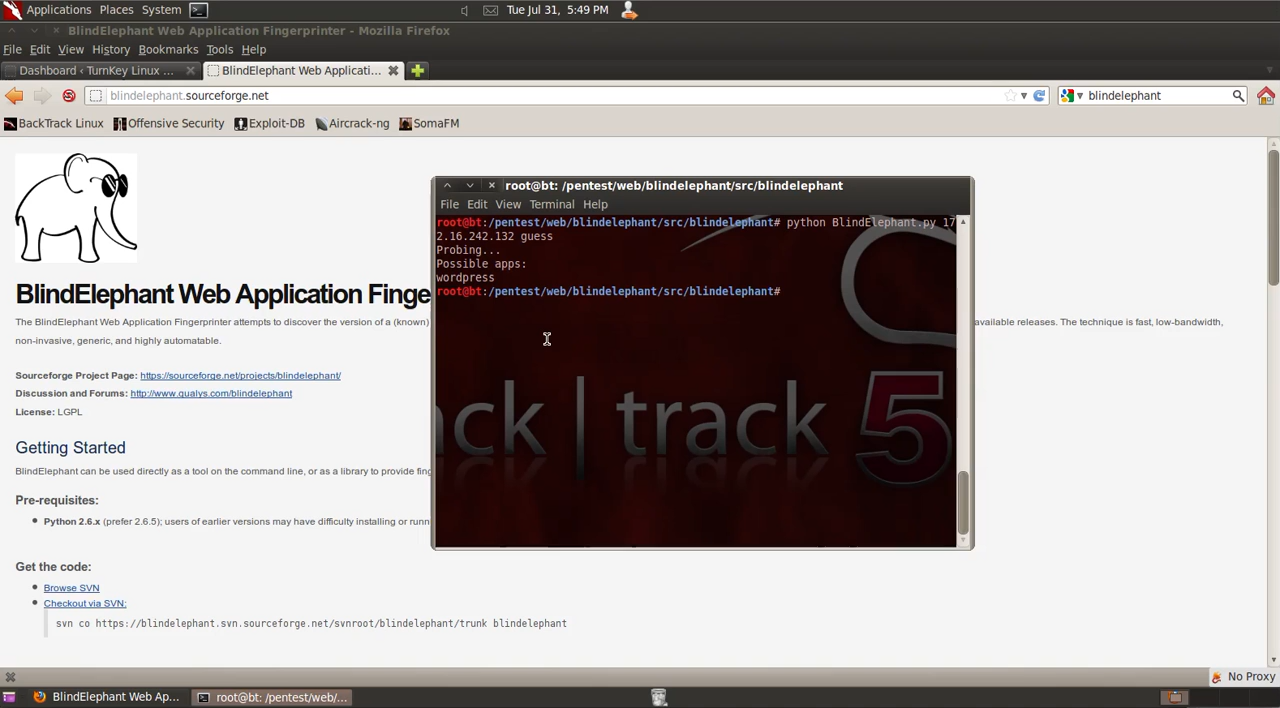 Applications Places System
Tue Jul 31, 5:49 PM
BlindElephant Web Application Fingerprinter - Mozilla Firefox
File Edit View History Bookmarks Tools Help
Dashboard ‹ TurnKey Linux ...
BlindElephant Web Applicati...
blindelephant.sourceforge.net
blindelephant
BackTrack Linux
Offensive Security
Exploit-DB
Aircrack-ng
SomaFM
BlindElephant Web Application Finge
The BlindElephant Web Application Fingerprinter attempts to discover the version of a (known)
available releases. The technique is fast, low-bandwidth,
non-invasive, generic, and highly automatable.
Sourceforge Project Page: https://sourceforge.net/projects/blindelephant/
Discussion and Forums: http://www.qualys.com/blindelephant
License: LGPL
Getting Started
BlindElephant can be used directly as a tool on the command line, or as a library to provide fing
Pre-requisites:
Python 2.6.x (prefer 2.6.5); users of earlier versions may have difficulty installing or runn
Get the code:
Browse SVN
Checkout via SVN:
svn co https://blindelephant.svn.sourceforge.net/svnroot/blindelephant/trunk blindelephant
root@bt: /pentest/web/blindelephant/src/blindelephant
File Edit View Terminal Help
root@bt:/pentest/web/blindelephant/src/blindelephant# python BlindElephant.py 17
2.16.242.132 guess
Probing...
Possible apps:
wordpress
root@bt:/pentest/web/blindelephant/src/blindelephant#
ack | track 5
No Proxy
BlindElephant Web Ap...
root@bt: /pentest/web/...